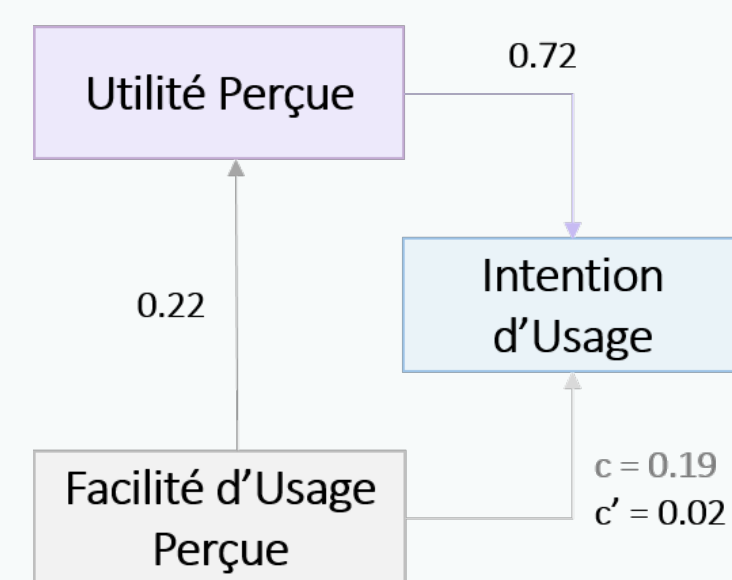 0.72
Utilité Perçue
Intention
d’Usage
0.22
c = 0.19
c’ = 0.02
Facilité d’Usage
Perçue